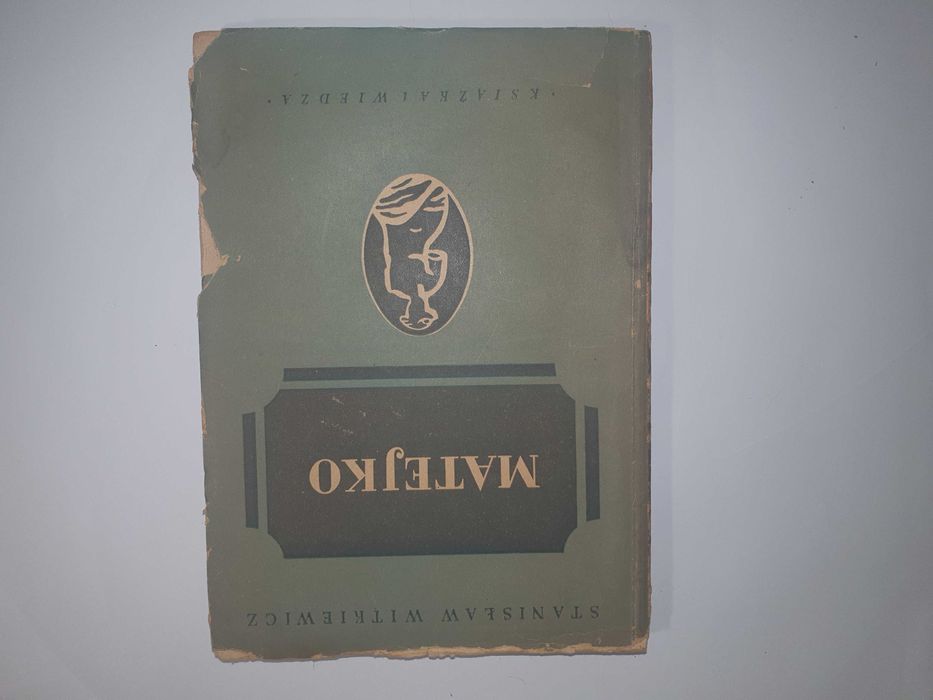 STANISŁAW WITKIEWICZ
MATEJKO
• KSIĄŻKA I WIEDZA •